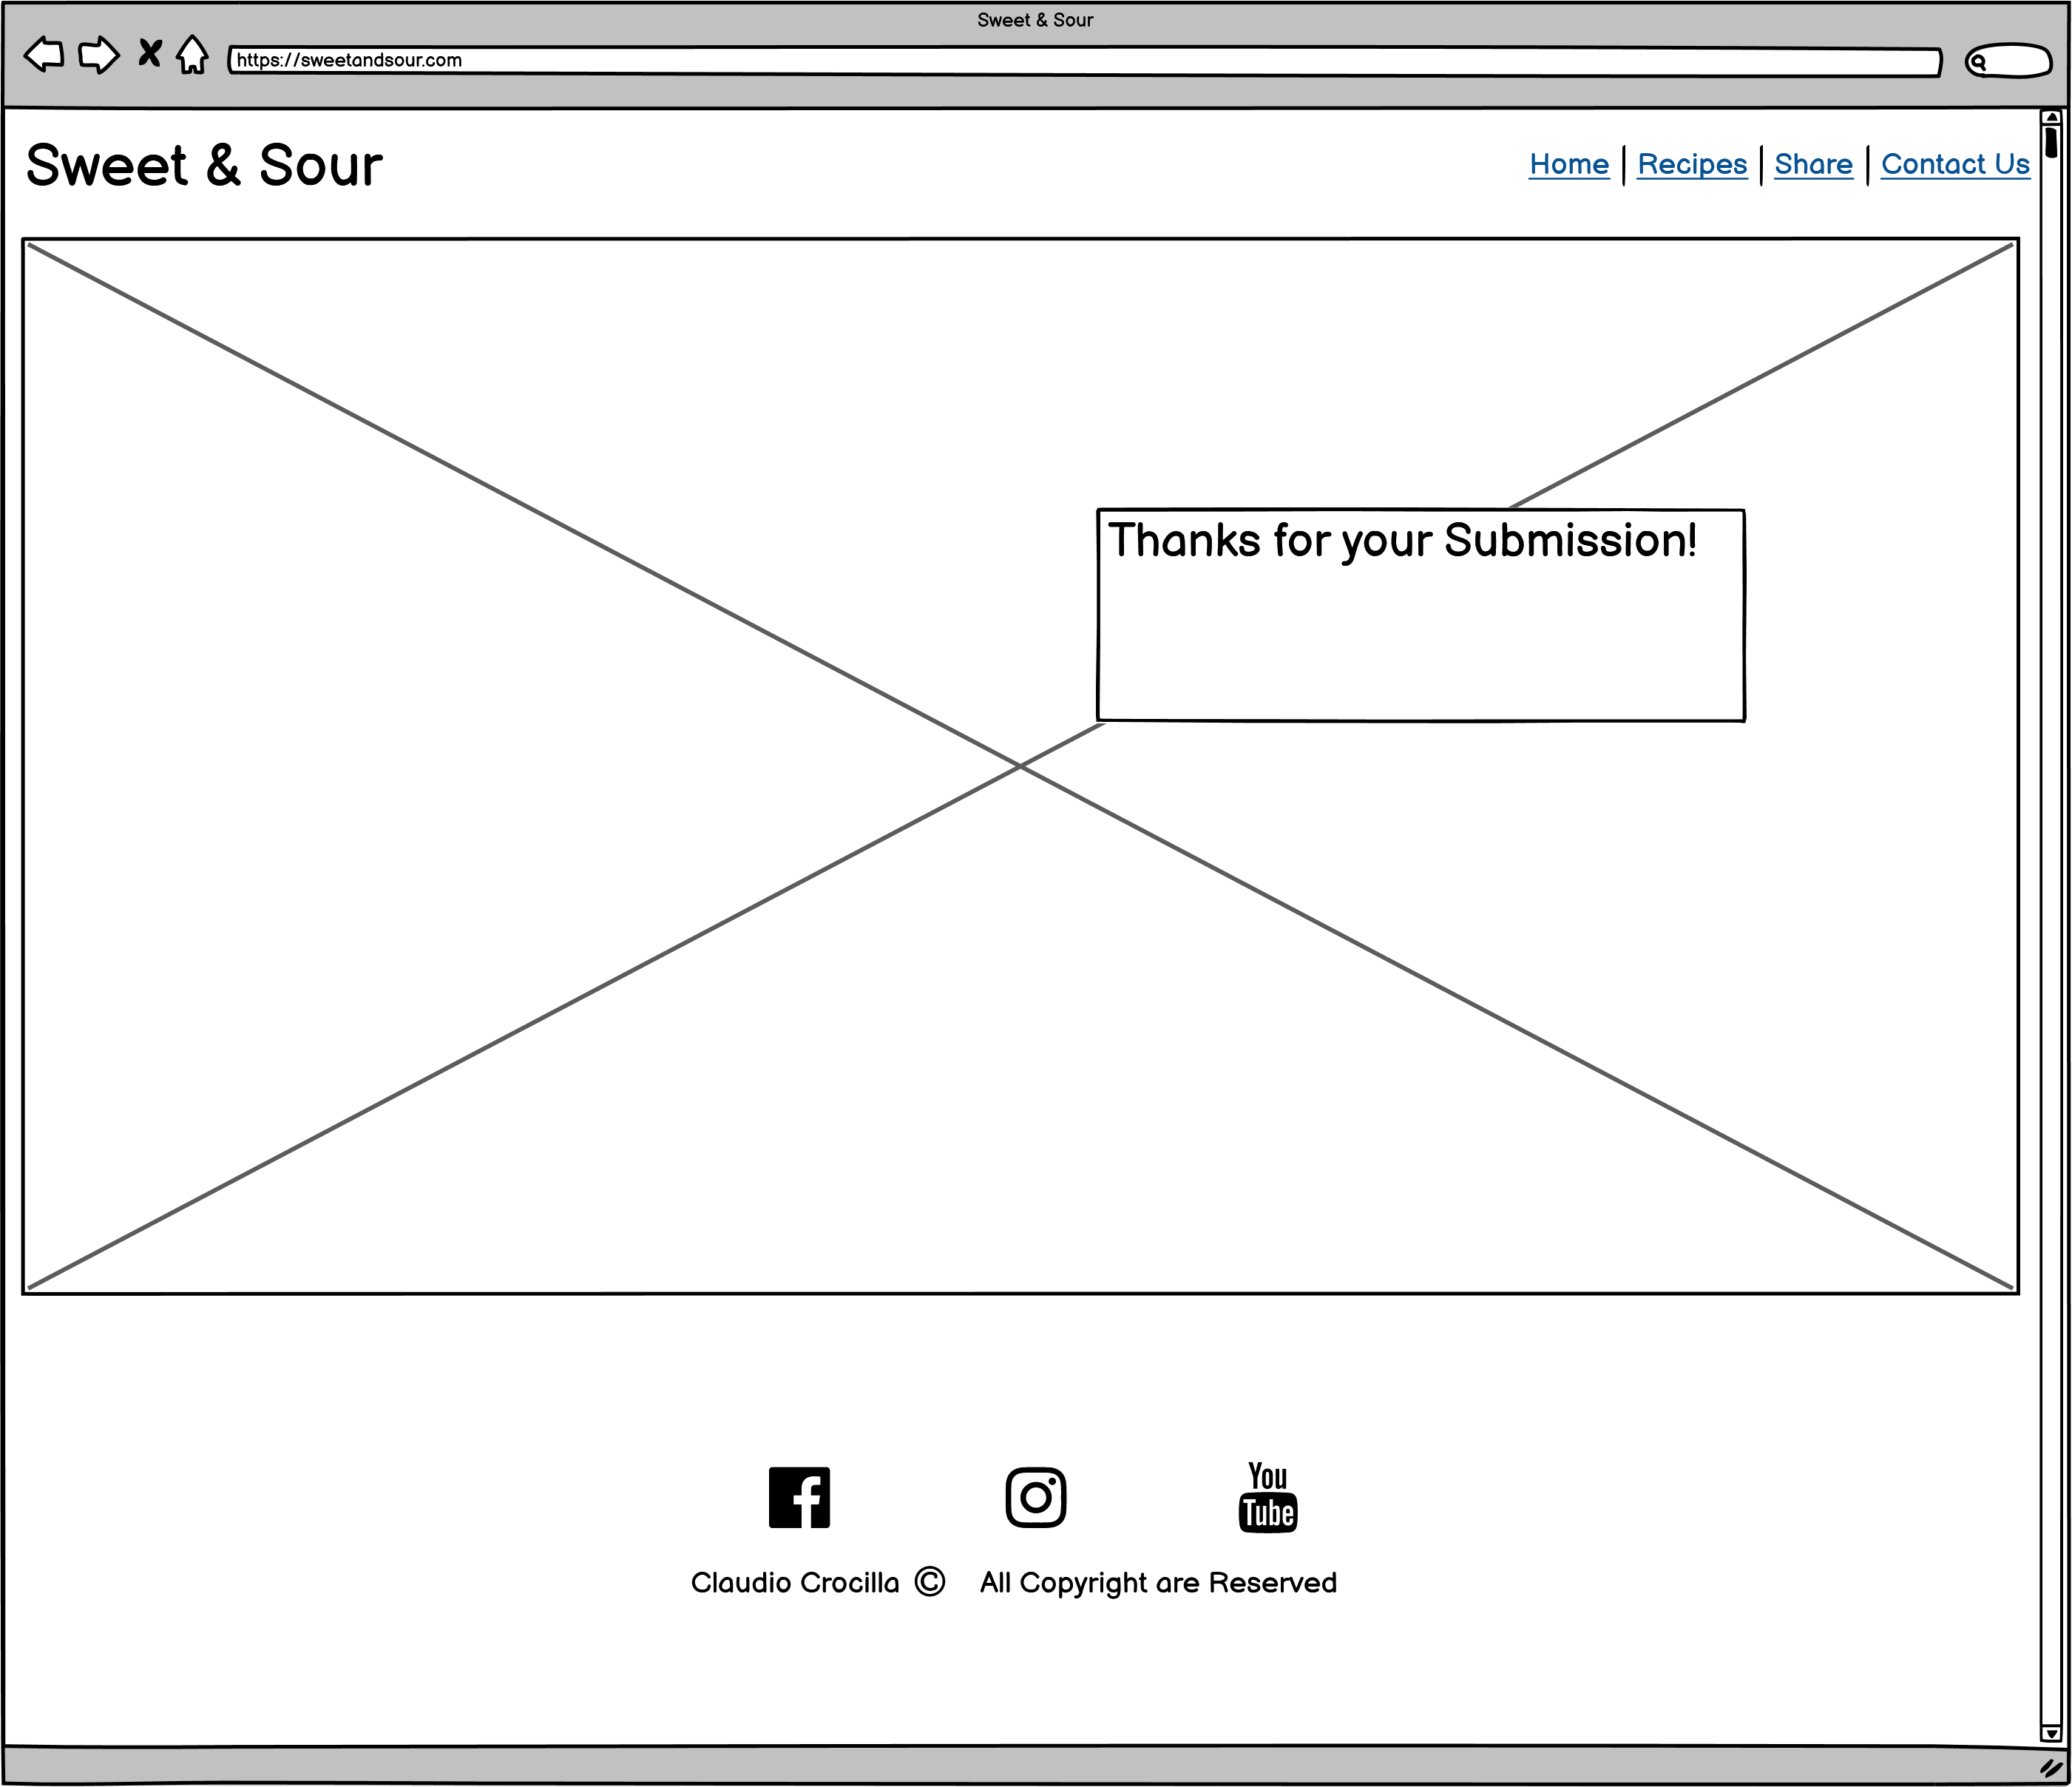 Sweet & Sour
https://sweetandsour.com
Sweet & Sour
Home | Recipes | Share | Contact Us
Thanks for your Submission!
You
Tube
Claudio Crocilla © All Copyright are Reserved